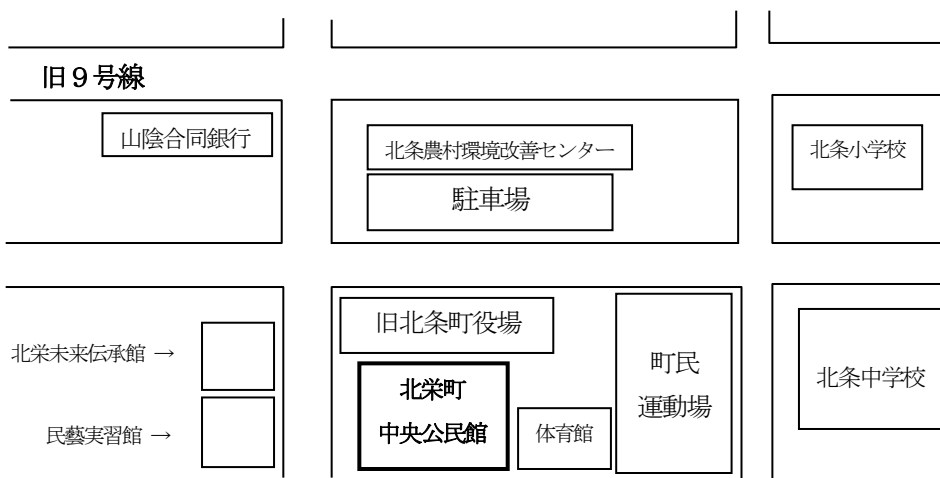 旧９号線
山陰合同銀行
北条農村環境改善センター
駐車場
北条小学校
北栄未来伝承館 →
民藝実習館 →
旧北条町役場
北栄町
中央公民館
体育館
町民
運動場
北条中学校